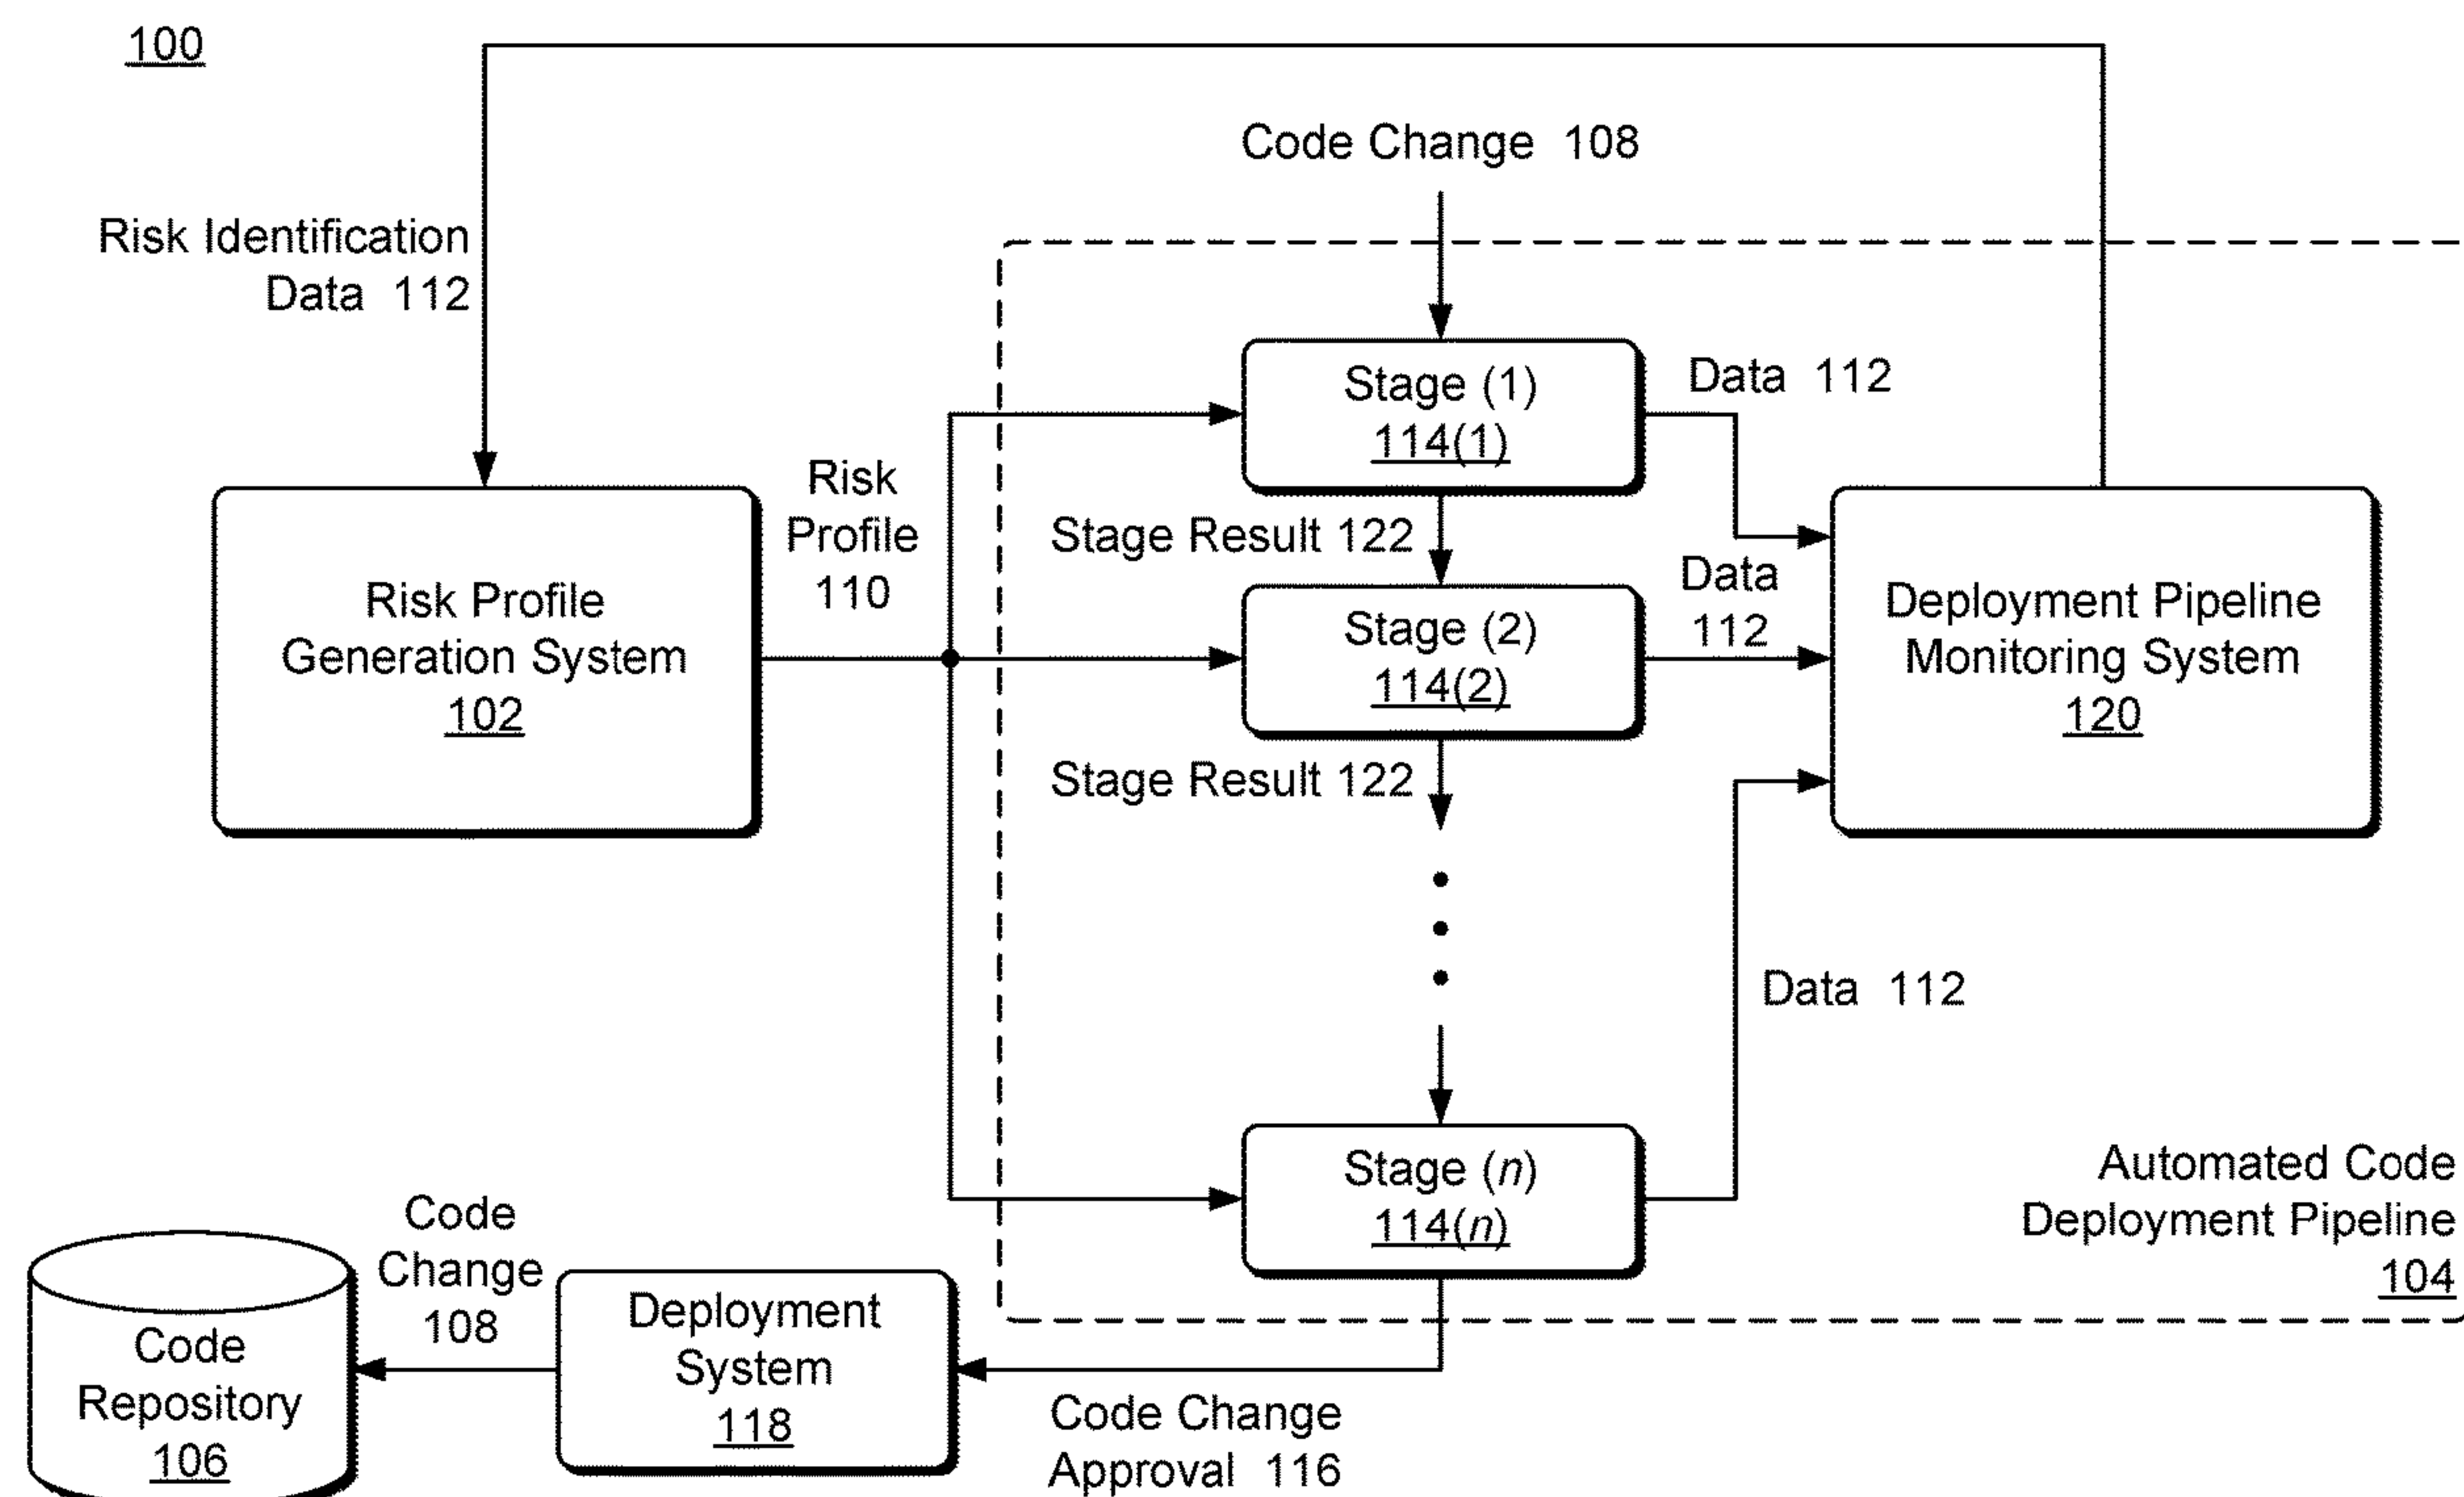 100
Code Change 108
Risk Identification
Data 112
Stage (1)
114(1)
Data 112
Risk
Profile
110
Stage Result 122
Data
112
Risk Profile
Generation System
102
Stage (2)
114(2)
Deployment Pipeline
Monitoring System
120
Stage Result 122
Data 112
Stage (n)
114(n)
Automated Code
Deployment Pipeline
104
Code
Change
108
Code
Repository
106
Deployment
System
118
Code Change
Approval 116